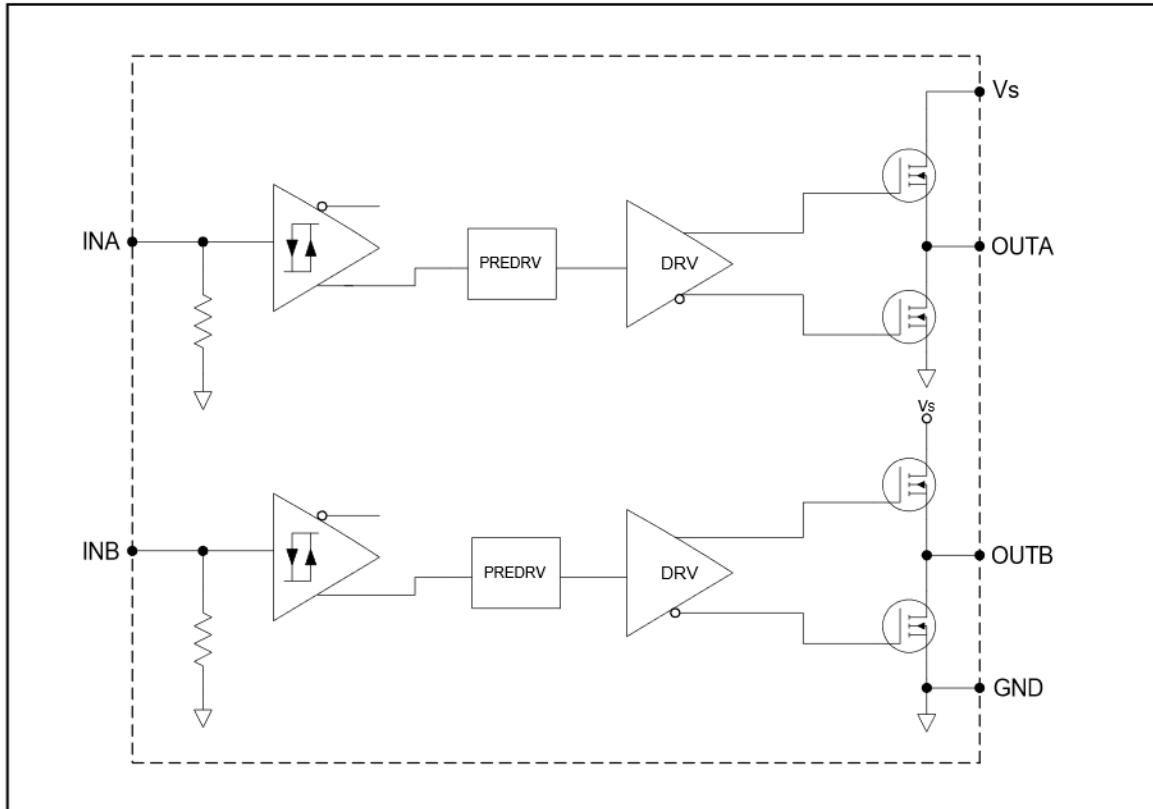 Vs
INA
PREDRV
DRV
OUTA
Vs
INB
PREDRV
DRV
OUTB
GND